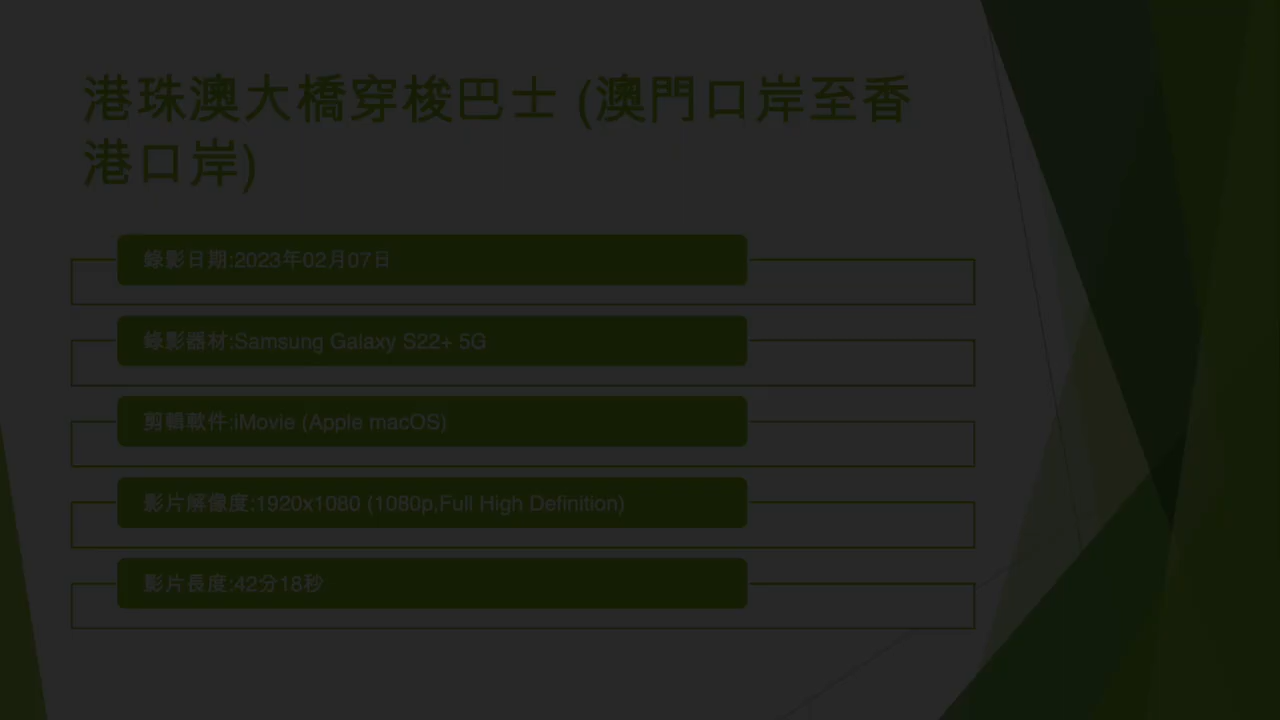 港珠澳大橋穿梭巴士 (澳門口岸至香
港口岸)
錄影日期:2023年02月07日
錄影器材:Samsung Galaxy S22+ 5G
剪輯軟件:iMovie (Apple macOS)
影片解像度:1920x1080 (1080p,Full High Definition)
影片長度:42分18秒